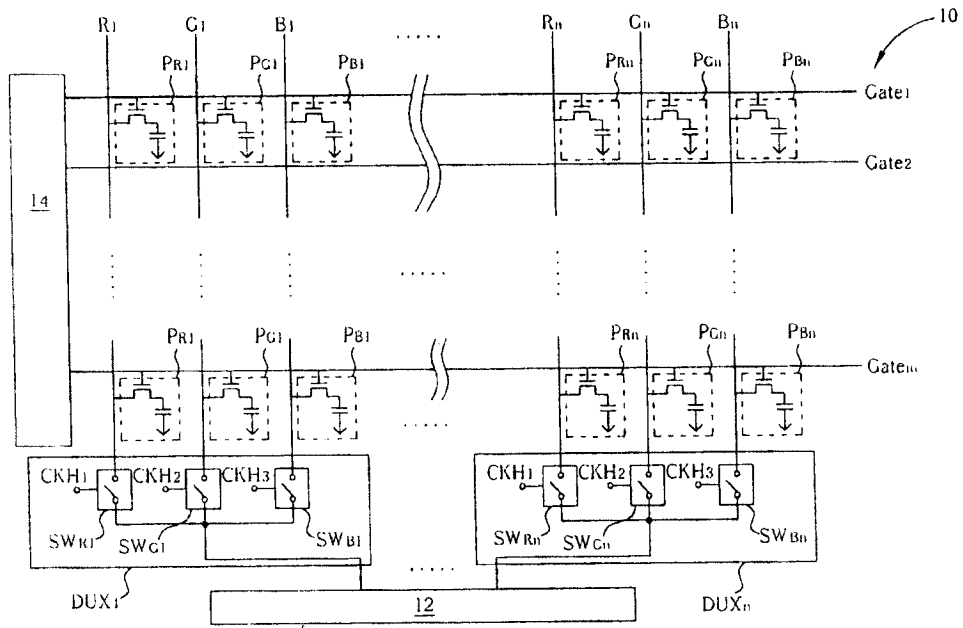 R1 G1 B1 ..... Rn Gn Bn 10
PR1 PG1 PB1 PRn PGn PBn
Gate1
Gate2
14
.....
PR1 PG1 PB1 PRn PGn PBn
Gatem
.....
CKH1 CKH2 CKH3 CKH1 CKH2 CKH3
SWR1 SWG1 SWB1 SWRn SWGn SWBn
.....
DUX1 12 DUXn